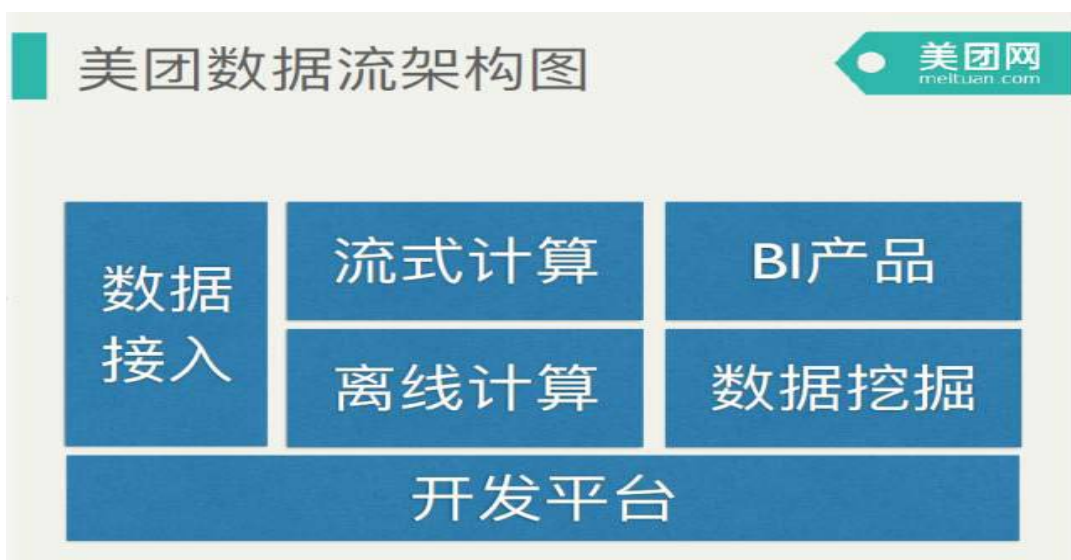 美团数据流架构图
美团网
meituan.com
数据
接入
流式计算
BI产品
离线计算
数据挖掘
开发平台